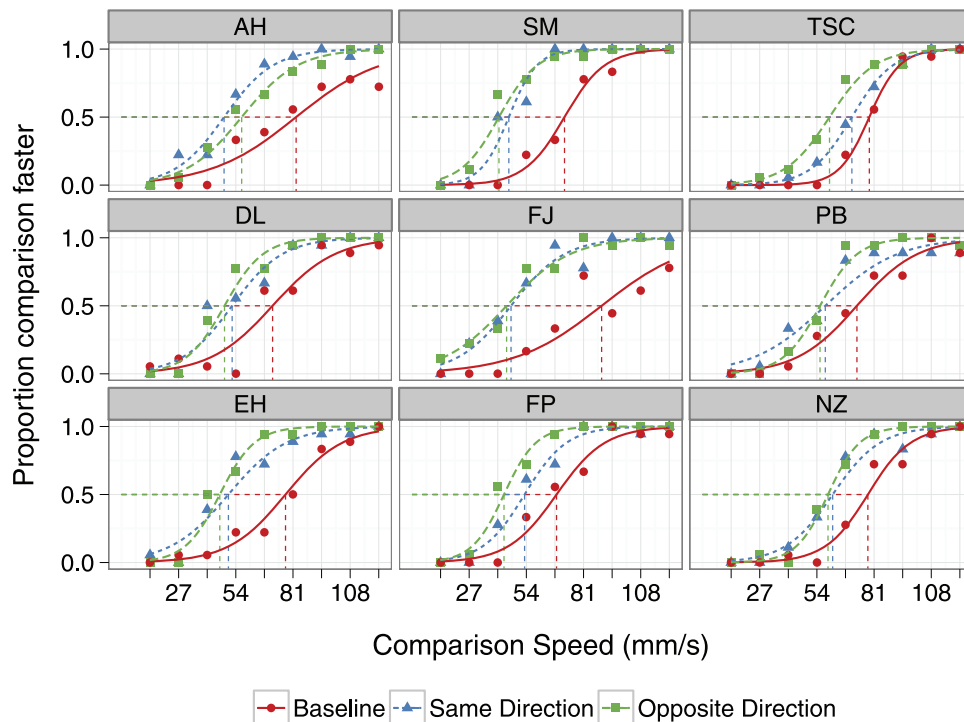 AH SM TSC
1.0
0.5
0.0
DL FJ PB
1.0
0.5
0.0
EH FP NZ
1.0
0.5
0.0
27 54 81 108 27 54 81 108 27 54 81 108
Proportion comparison faster
Comparison Speed (mm/s)
Baseline Same Direction Opposite Direction